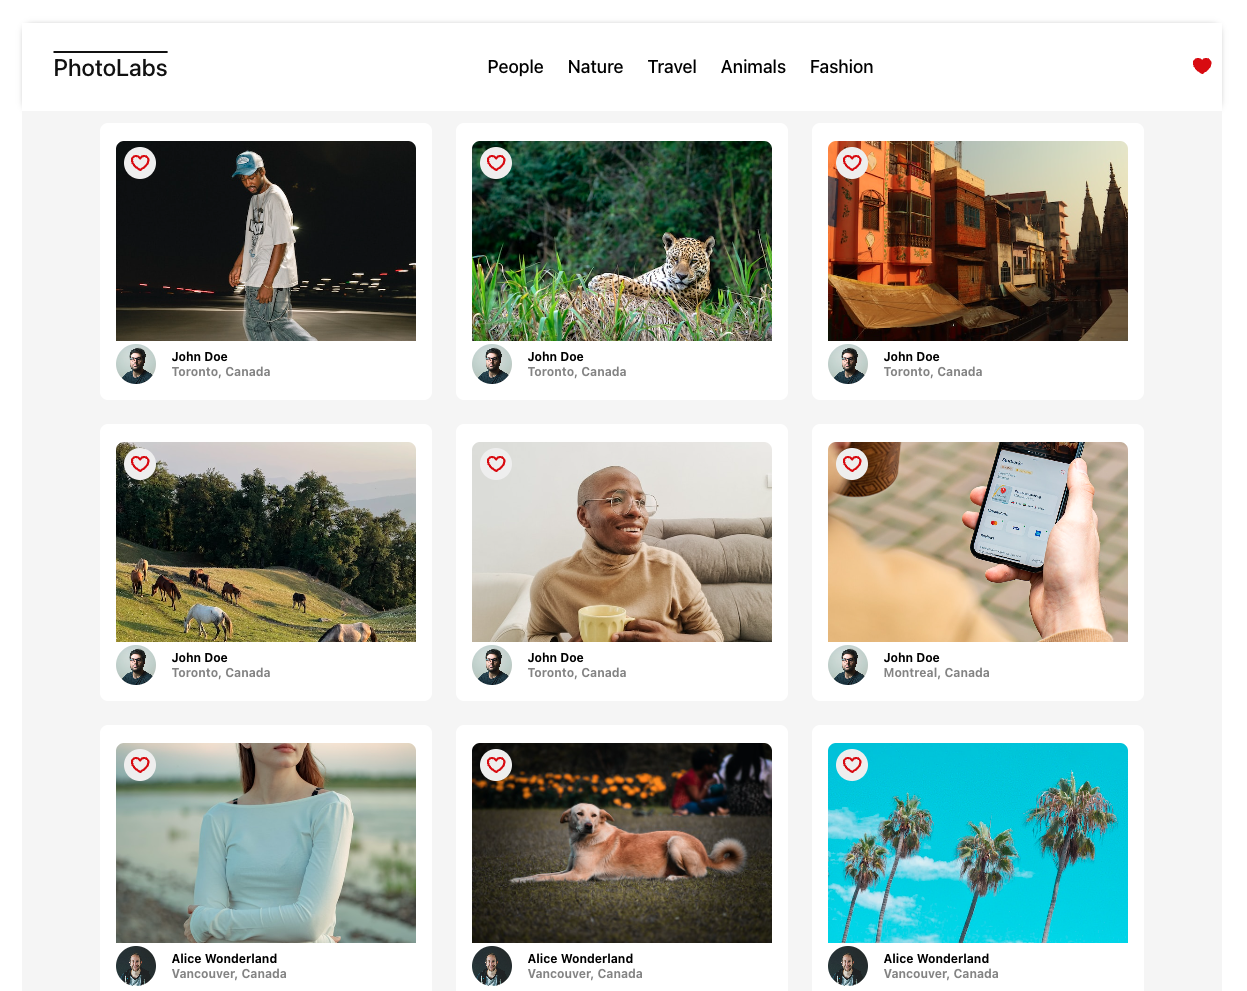 PhotoLabs
People Nature Travel Animals Fashion
John Doe
Toronto, Canada
John Doe
Toronto, Canada
John Doe
Toronto, Canada
John Doe
Toronto, Canada
John Doe
Toronto, Canada
John Doe
Montreal, Canada
Alice Wonderland
Vancouver, Canada
Alice Wonderland
Vancouver, Canada
Alice Wonderland
Vancouver, Canada